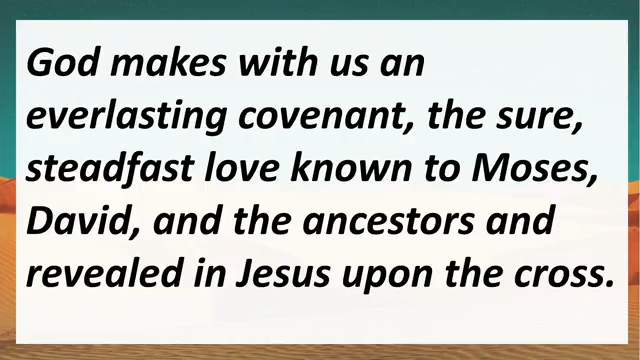 God makes with us an
everlasting covenant, the sure,
steadfast love known to Moses,
David, and the ancestors and
revealed in Jesus upon the cross.